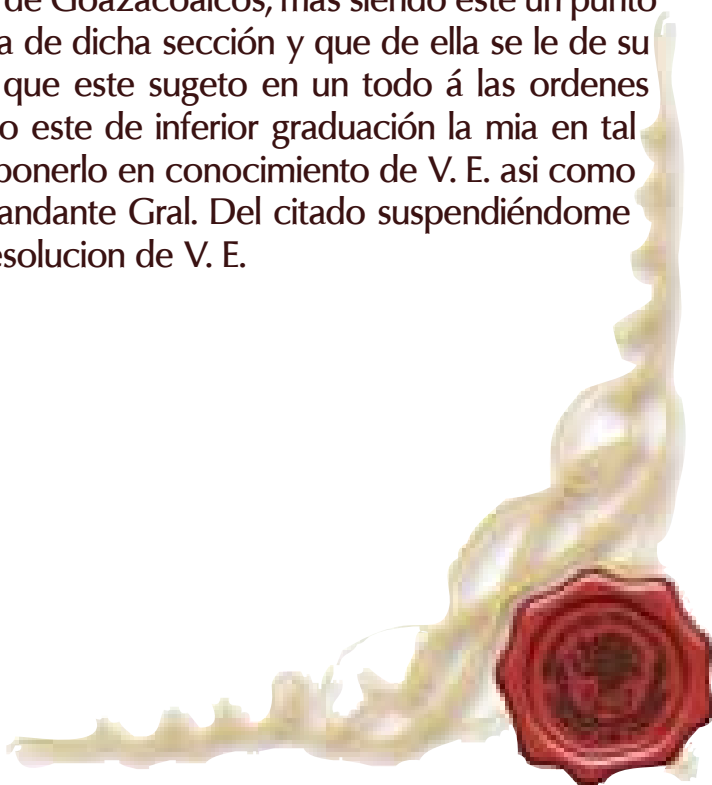 de Goazacoalcos, mas siendo este un punto
a de dicha sección y que de ella se le de su
que este sugeto en un todo á las ordenes
o este de inferior graduación la mia en tal
ponerlo en conocimiento de V. E. asi como
andante Gral. Del citado suspendiéndome
esolucion de V. E.